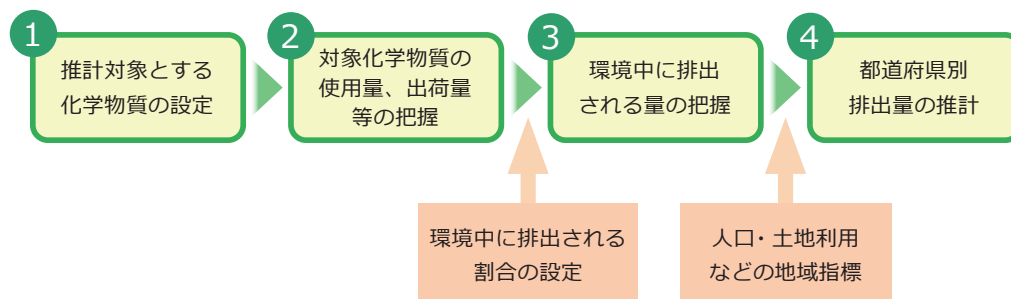 1
推計対象とする
化学物質の設定
2
対象化学物質の
使用量、出荷量
等の把握
3
環境中に排出
される量の把握
4
都道府県別
排出量の推計
環境中に排出される
割合の設定
人口・土地利用
などの地域指標